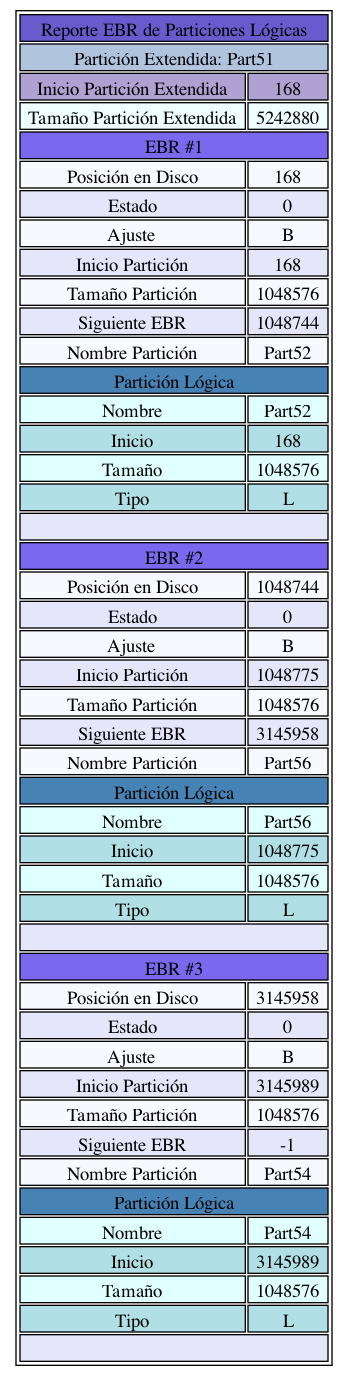 Reporte EBR de Particiones Lógicas
Partición Extendida: Part51
Inicio Partición Extendida 168
Tamaño Partición Extendida 5242880
EBR #1
Posición en Disco 168
Estado 0
Ajuste B
Inicio Partición 168
Tamaño Partición 1048576
Siguiente EBR 1048744
Nombre Partición Part52
Partición Lógica
Nombre Part52
Inicio 168
Tamaño 1048576
Tipo L
EBR #2
Posición en Disco 1048744
Estado 0
Ajuste B
Inicio Partición 1048775
Tamaño Partición 1048576
Siguiente EBR 3145958
Nombre Partición Part56
Partición Lógica
Nombre Part56
Inicio 1048775
Tamaño 1048576
Tipo L
EBR #3
Posición en Disco 3145958
Estado 0
Ajuste B
Inicio Partición 3145989
Tamaño Partición 1048576
Siguiente EBR -1
Nombre Partición Part54
Partición Lógica
Nombre Part54
Inicio 3145989
Tamaño 1048576
Tipo L